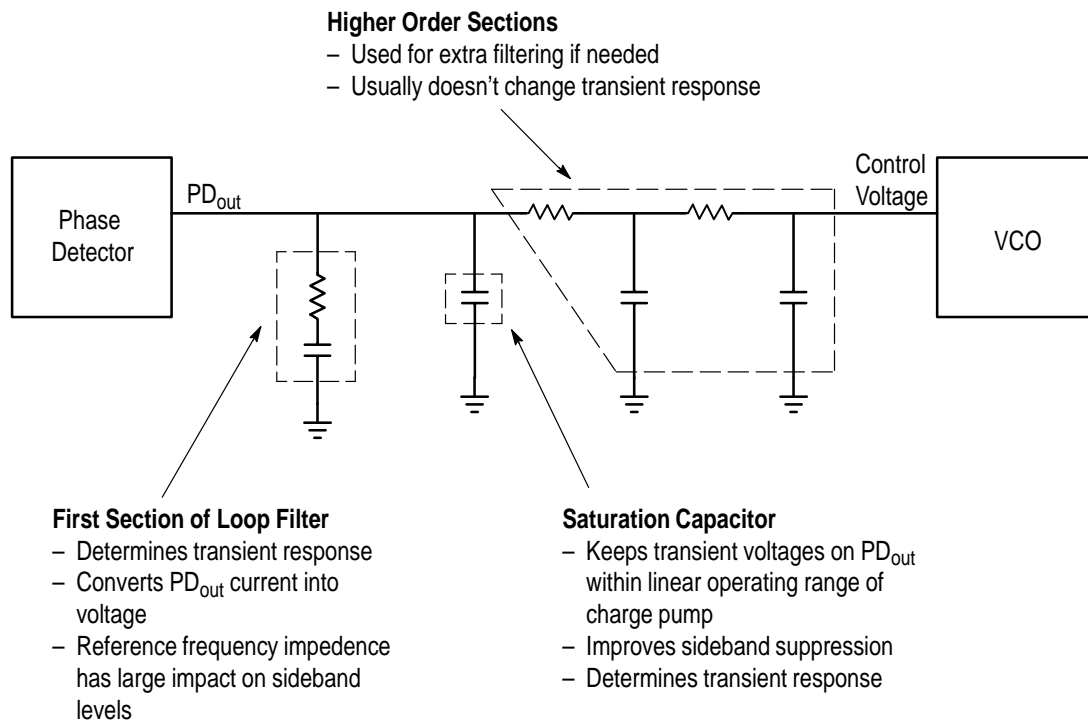 Higher Order Sections
– Used for extra filtering if needed
– Usually doesn’t change transient response
Phase
Detector
PDout
Control
Voltage
VCO
First Section of Loop Filter
– Determines transient response
– Converts PDout current into
voltage
– Reference frequency impedence
has large impact on sideband
levels
Saturation Capacitor
– Keeps transient voltages on PDout
within linear operating range of
charge pump
– Improves sideband suppression
– Determines transient response